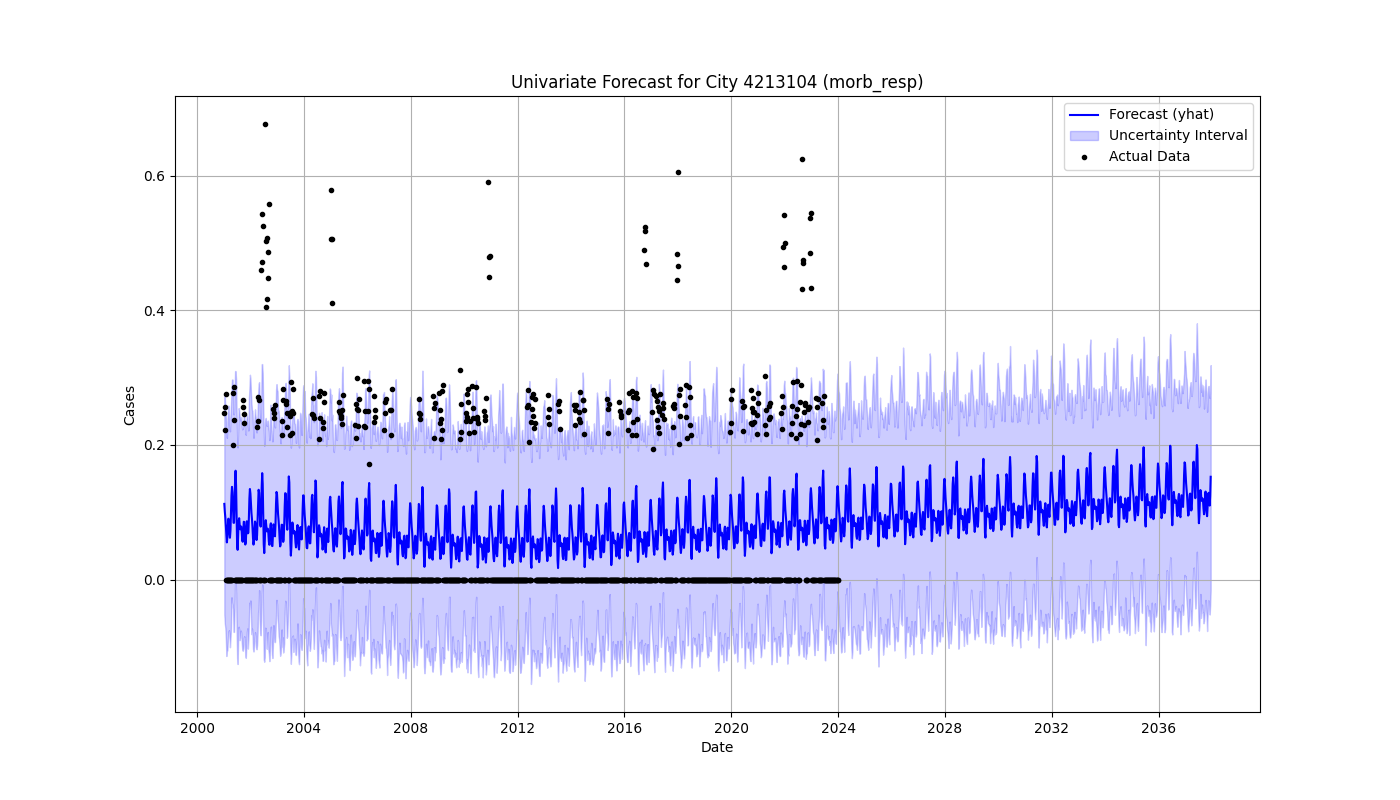 Univariate Forecast for City 4213104 (morb_resp)
Forecast (yhat)
Uncertainty Interval
Actual Data
Cases
0.6
0.4
0.2
0.0
2000 2004 2008 2012 2016 2020 2024 2028 2032 2036
Date